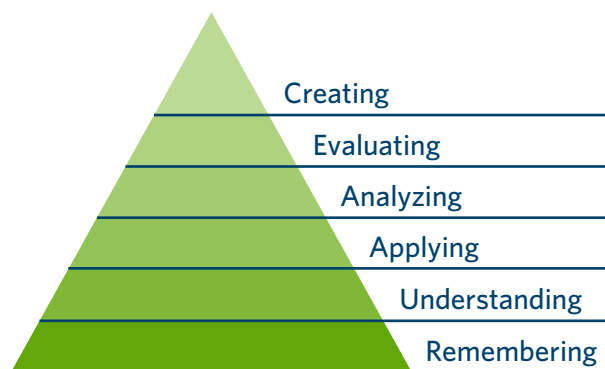 Creating
Evaluating
Analyzing
Applying
Understanding
Remembering